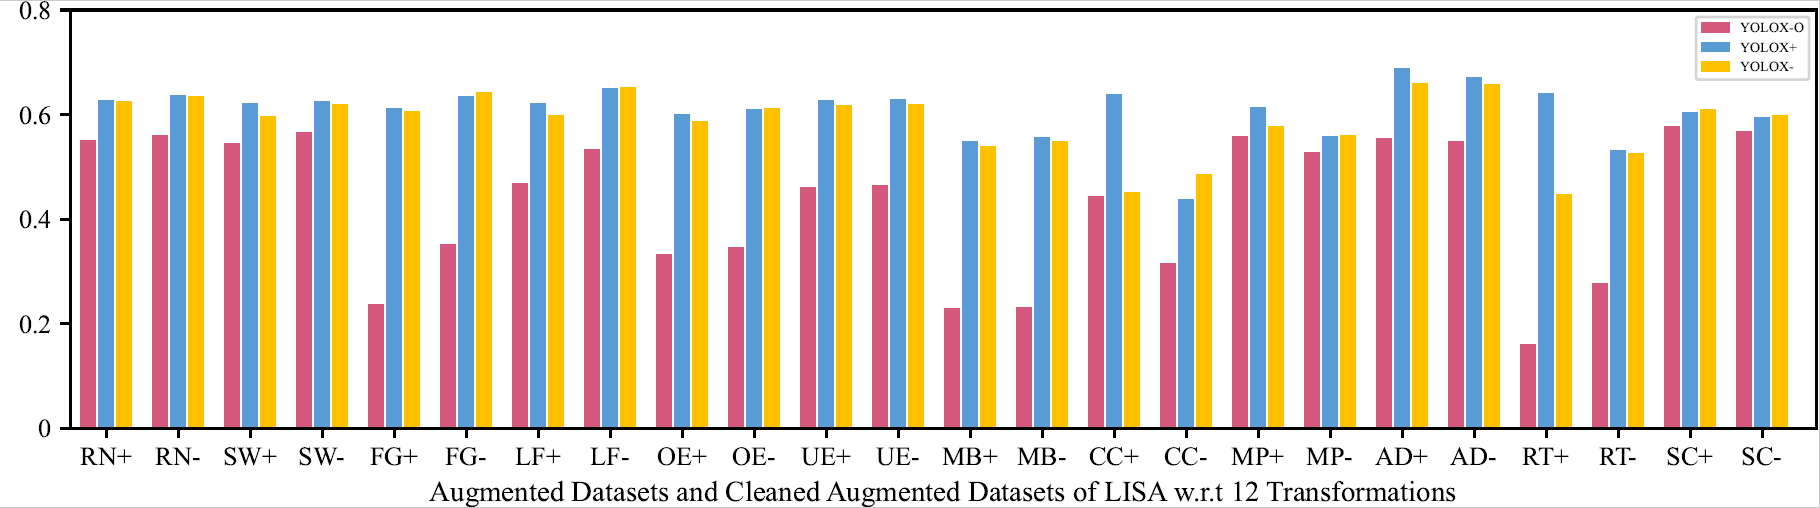 0.8
0.6
0.4
0.2
0
YOLOX-O
YOLOX+
YOLOX-
RN+ RN- SW+ SW- FG+ FG- LF+ LF- OE+ OE- UE+ UE- MB+ MB- CC+ CC- MP+ MP- AD+ AD- RT+ RT- SC+ SC-
Augmented Datasets and Cleaned Augmented Datasets of LISA w.r.t 12 Transformations